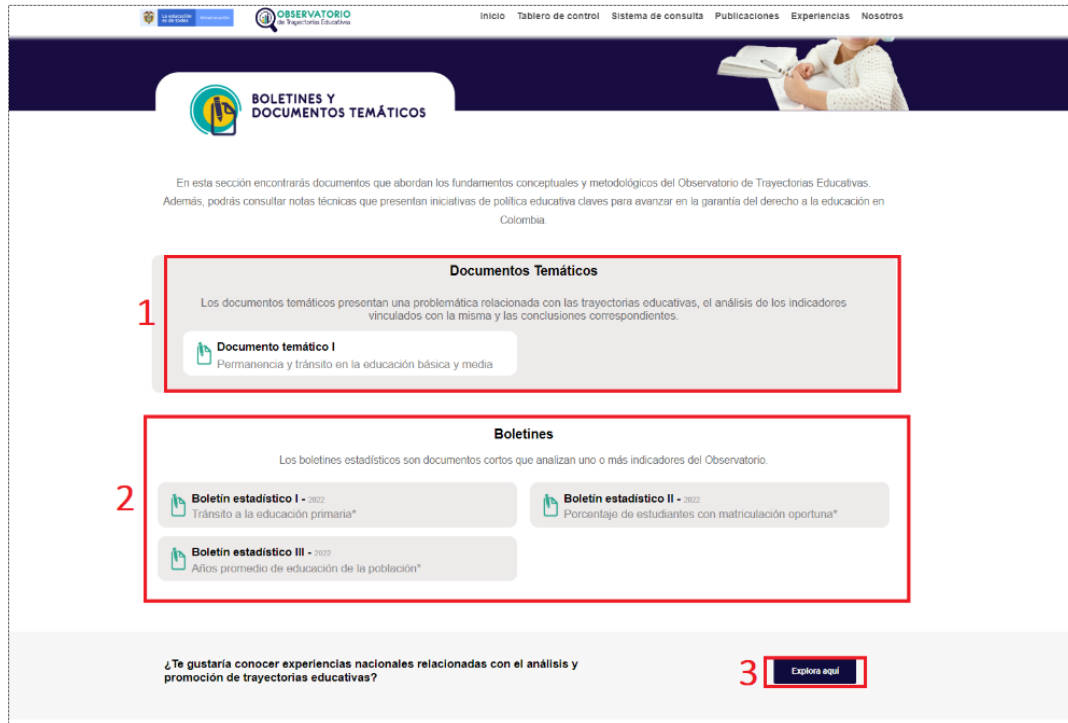 La educación
es de todos
Mineducación
OBSERVATORIO
de Trayectorias Educativas
Inicio Tablero de control Sistema de consulta Publicaciones Experiencias Nosotros
BOLETINES Y
DOCUMENTOS TEMÁTICOS
En esta sección encontrarás documentos que abordan los fundamentos conceptuales y metodológicos del Observatorio de Trayectorias Educativas.
Además, podrás consultar notas técnicas que presentan iniciativas de política educativa claves para avanzar en la garantía del derecho a la educación en
Colombia.
1
Documentos Temáticos
Los documentos temáticos presentan una problemática relacionada con las trayectorias educativas, el análisis de los indicadores
vinculados con la misma y las conclusiones correspondientes.
Documento temático I
Permanencia y tránsito en la educación básica y media
2
Boletines
Los boletines estadísticos son documentos cortos que analizan uno o más indicadores del Observatorio.
Boletín estadístico I - 2022
Tránsito a la educación primaria*
Boletín estadístico II - 2022
Porcentaje de estudiantes con matriculación oportuna*
Boletín estadístico III - 2022
Años promedio de educación de la población*
¿Te gustaría conocer experiencias nacionales relacionadas con el análisis y
promoción de trayectorias educativas?
3
Explora aquí